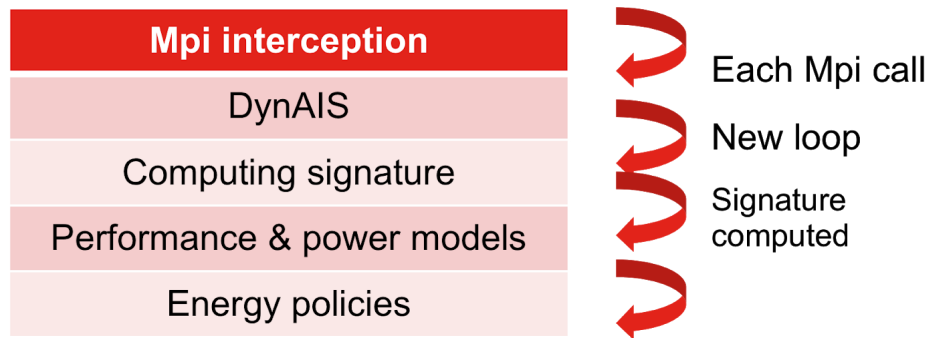 Mpi interception
Each Mpi call
DynAIS
New loop
Computing signature
Signature
computed
Performance & power models
Energy policies